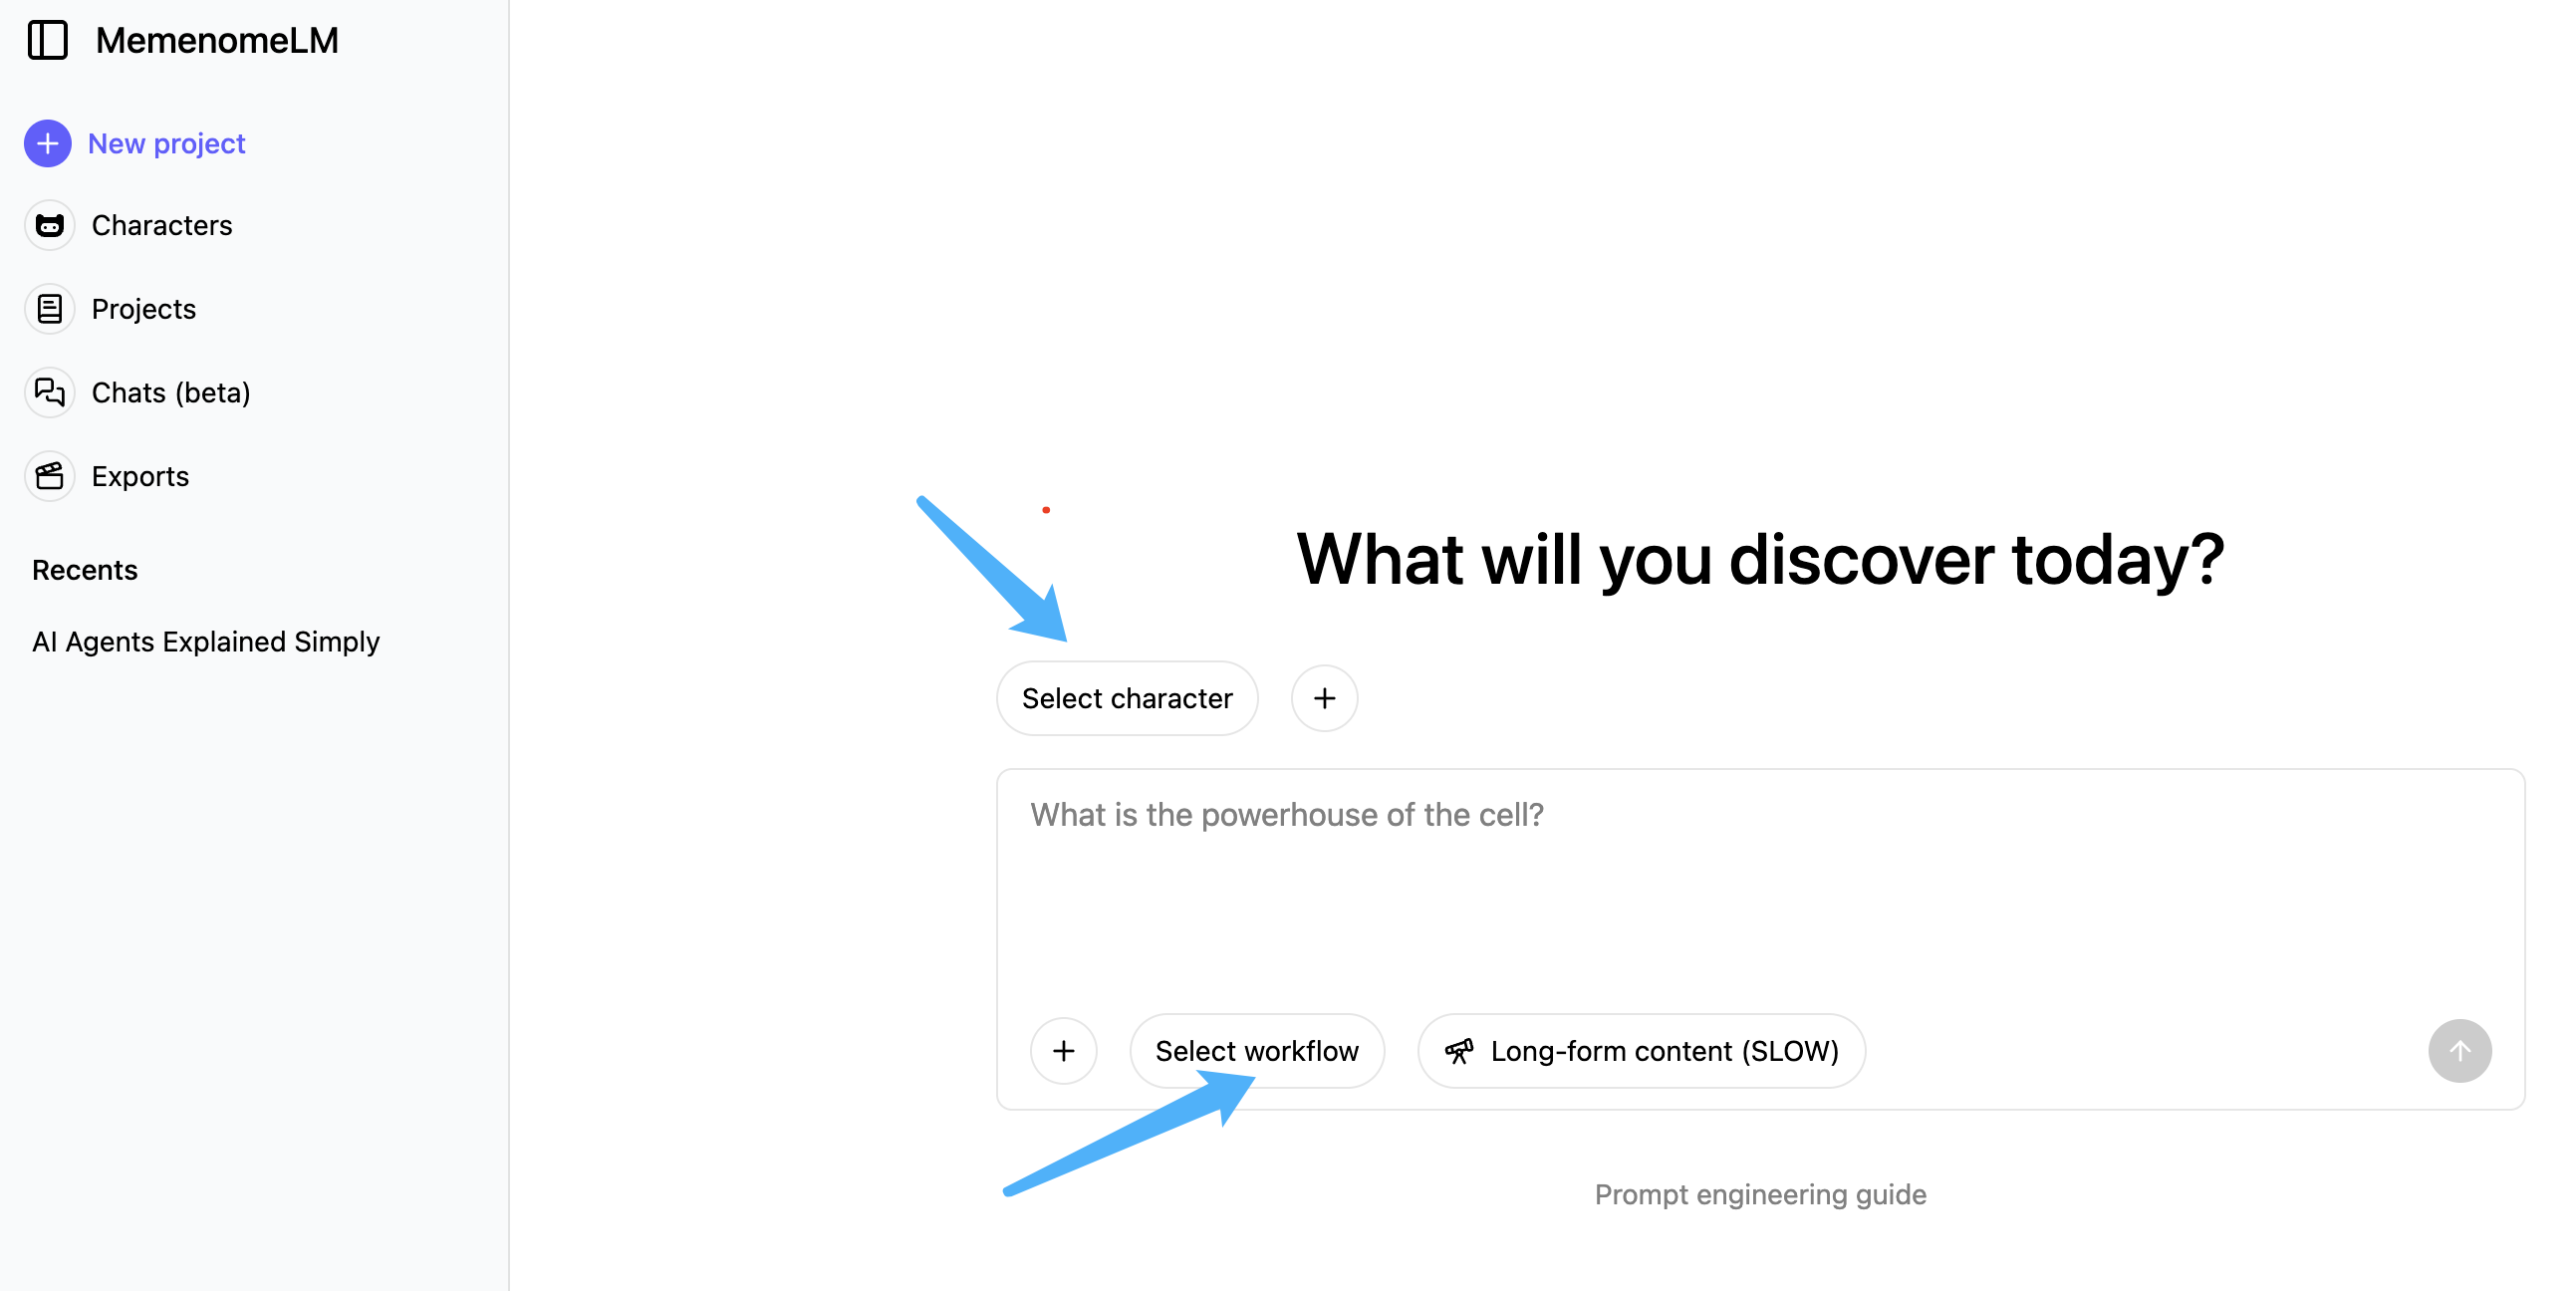 MemenomeLM
New project
Characters
Projects
Chats (beta)
Exports
Recents
AI Agents Explained Simply
What will you discover today?
Select character
What is the powerhouse of the cell?
Select workflow
Long-form content (SLOW)
Prompt engineering guide